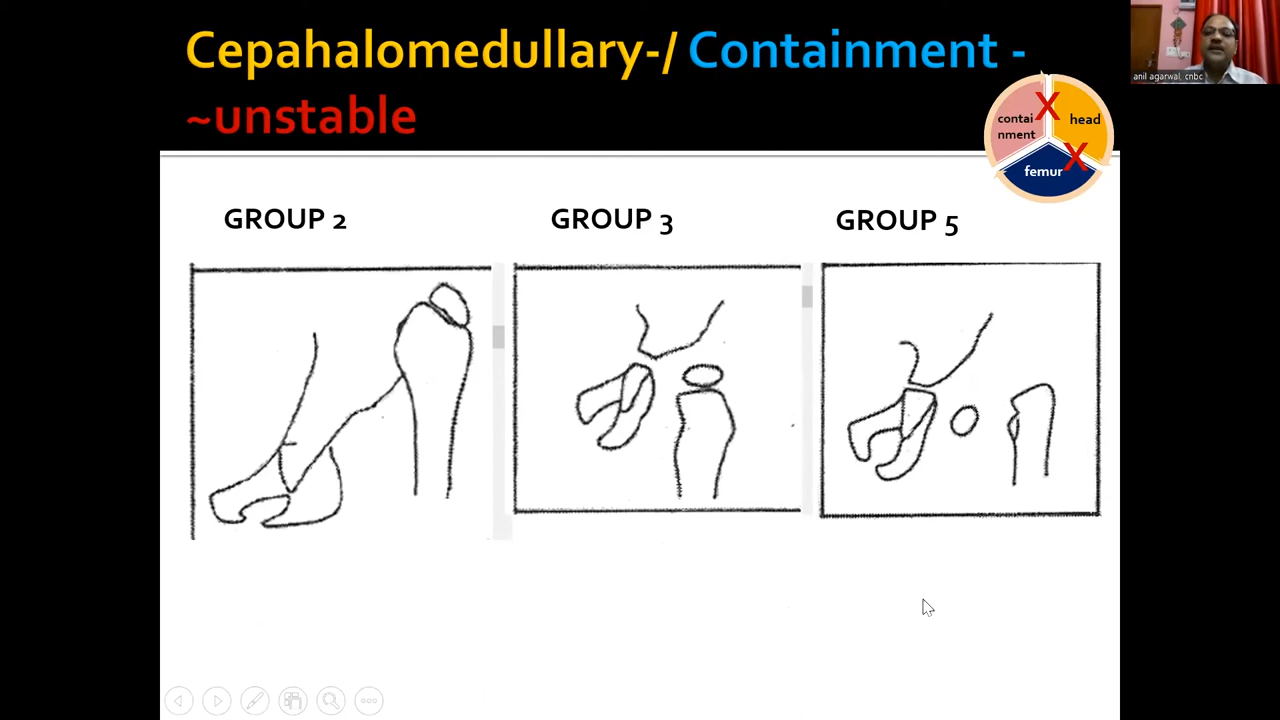 Cepahalomedullary-/ Containment -
~unstable
anil agarwal, cnbc
contai
nment
X
head
X
femur
GROUP 2
GROUP 3
GROUP 5